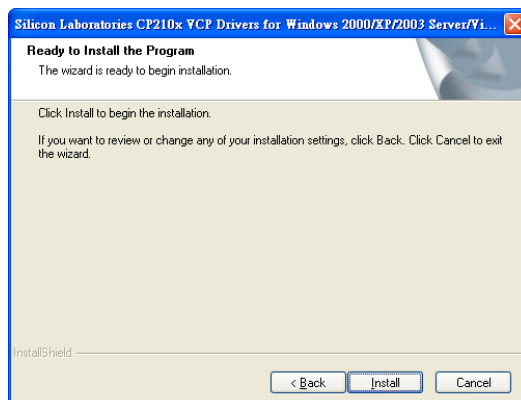 Silicon Laboratories CP210x VCP Drivers for Windows 2000/XP/2003 Server/Vi...
Ready to Install the Program
The wizard is ready to begin installation.
Click Install to begin the installation.
If you want to review or change any of your installation settings, click Back. Click Cancel to exit
the wizard.
InstallShield
< Back
Install
Cancel